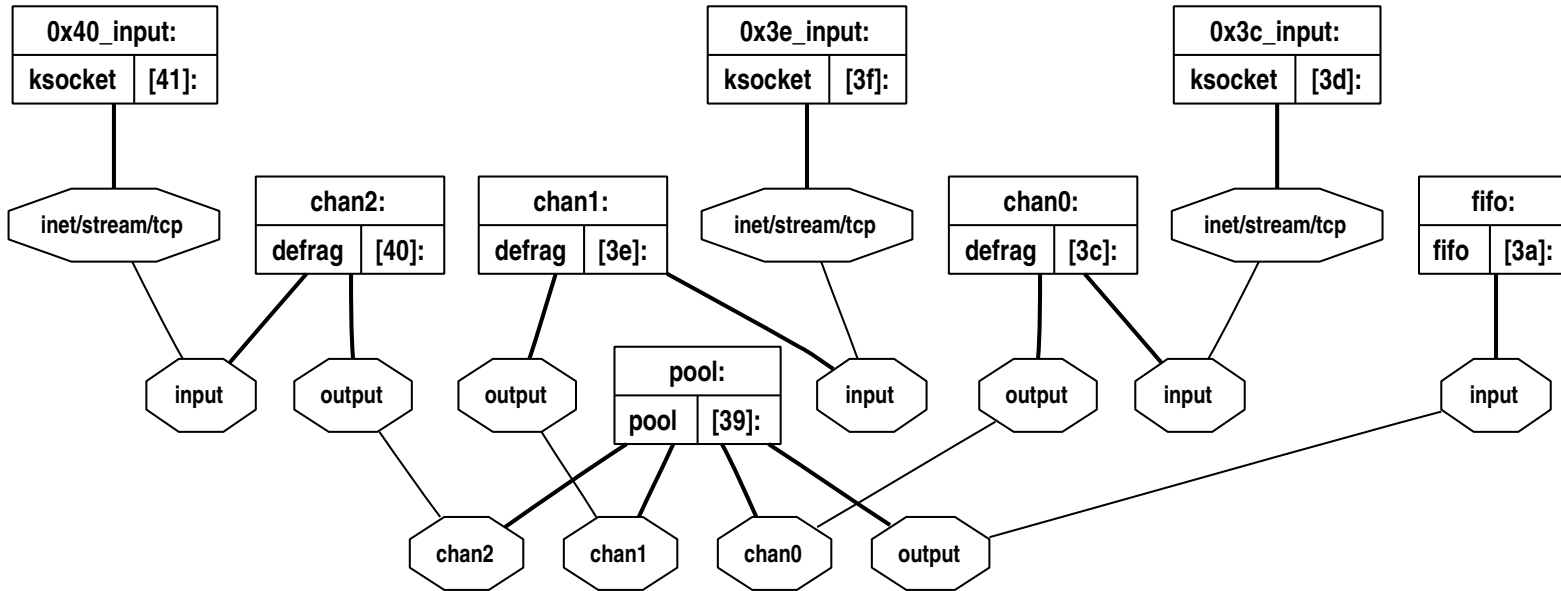 0x40_input:
ksocket [41]:
0x3e_input:
ksocket [3f]:
0x3c_input:
ksocket [3d]:
inet/stream/tcp
chan2:
defrag [40]:
chan1:
defrag [3e]:
inet/stream/tcp
chan0:
defrag [3c]:
inet/stream/tcp
fifo:
fifo [3a]:
input
output
output
pool:
pool [39]:
input
output
input
input
chan2
chan1
chan0
output